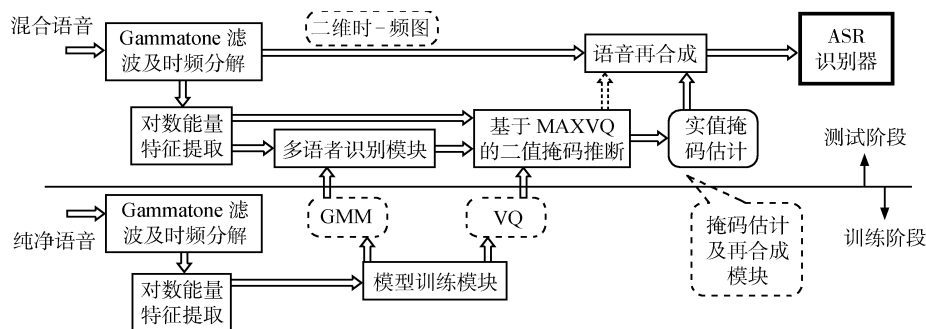 混合语音
Gammatone 滤
波及时频分解
二维时-频图
语音再合成
ASR
识别器
对数能量
特征提取
多语者识别模块
基于 MAXVQ
的二值掩码推断
实值掩
码估计
测试阶段
纯净语音
Gammatone 滤
波及时频分解
GMM
VQ
掩码估计
及再合成
模块
训练阶段
对数能量
特征提取
模型训练模块